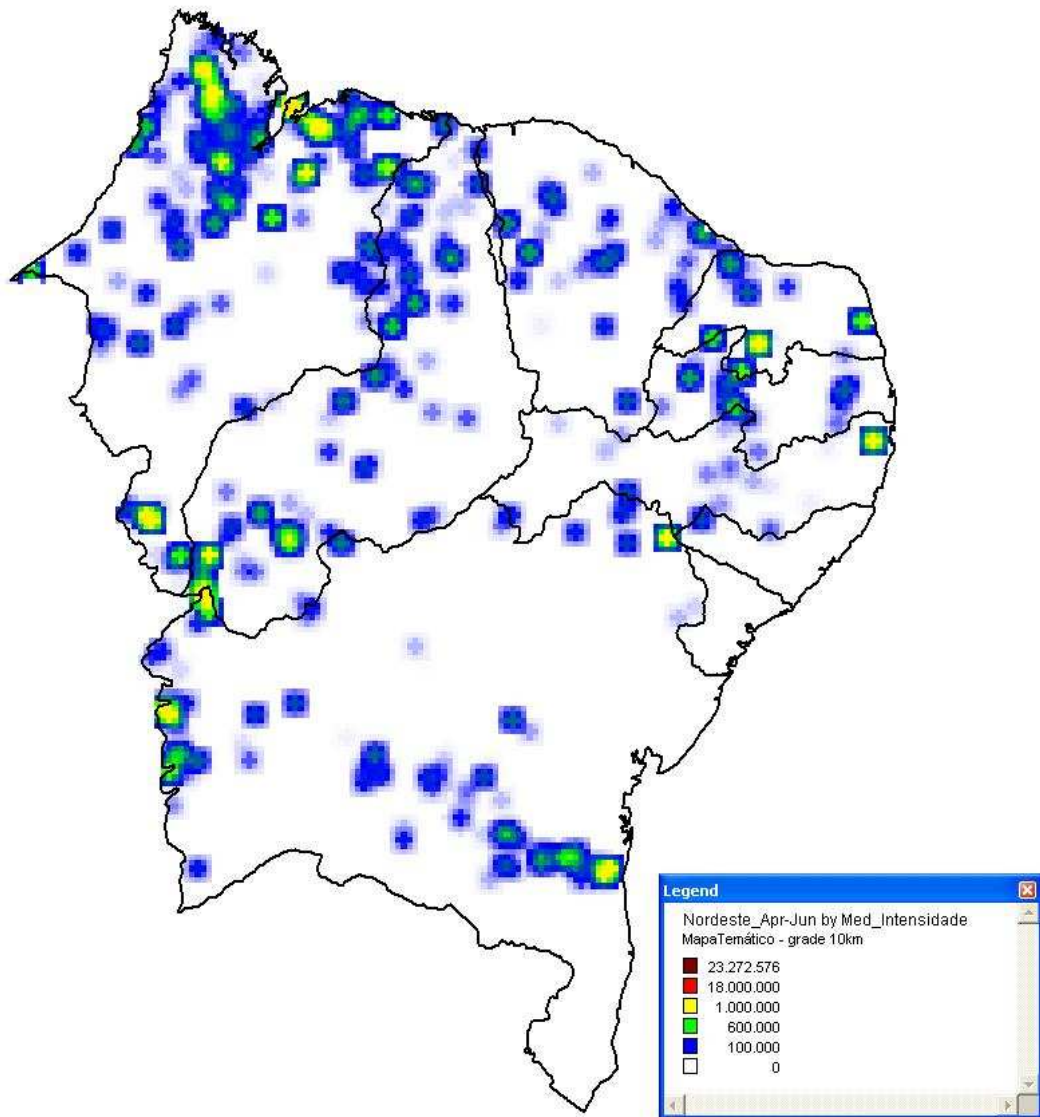 Legend
Nordeste_Apr-Jun by Med_Intensidade
MapaTemático - grade 10km
23.272.576
18.000.000
1.000.000
600.000
100.000
0